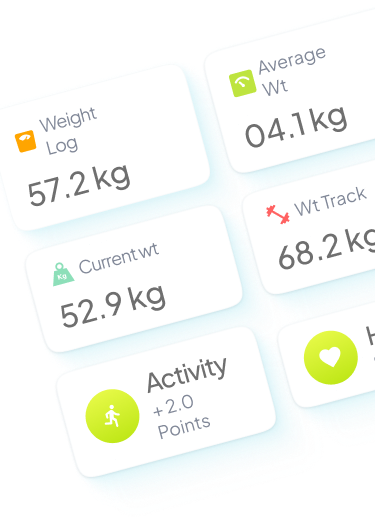 Weight
Log
57.2 kg
Average
Wt
04.1 kg
Current wt
52.9 kg
Kg
Wt Track
68.2 kg
Activity
+ 2.0
Points